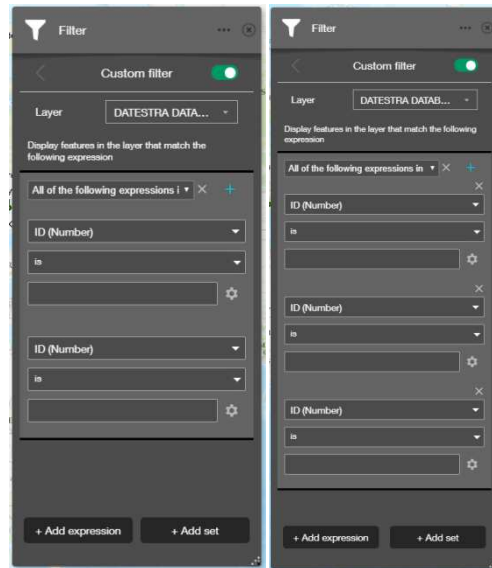 Filter
Custom filter
Layer
DATESTRA DATA...
Display features in the layer that match the
following expression
All of the following expressions i
ID (Number)
is
ID (Number)
is
+ Add expression
+ Add set
Filter
Custom filter
Layer
DATESTRA DATAB...
Display features in the layer that match the following
expression
All of the following expressions in
ID (Number)
is
ID (Number)
is
ID (Number)
is
+ Add expression
+ Add set